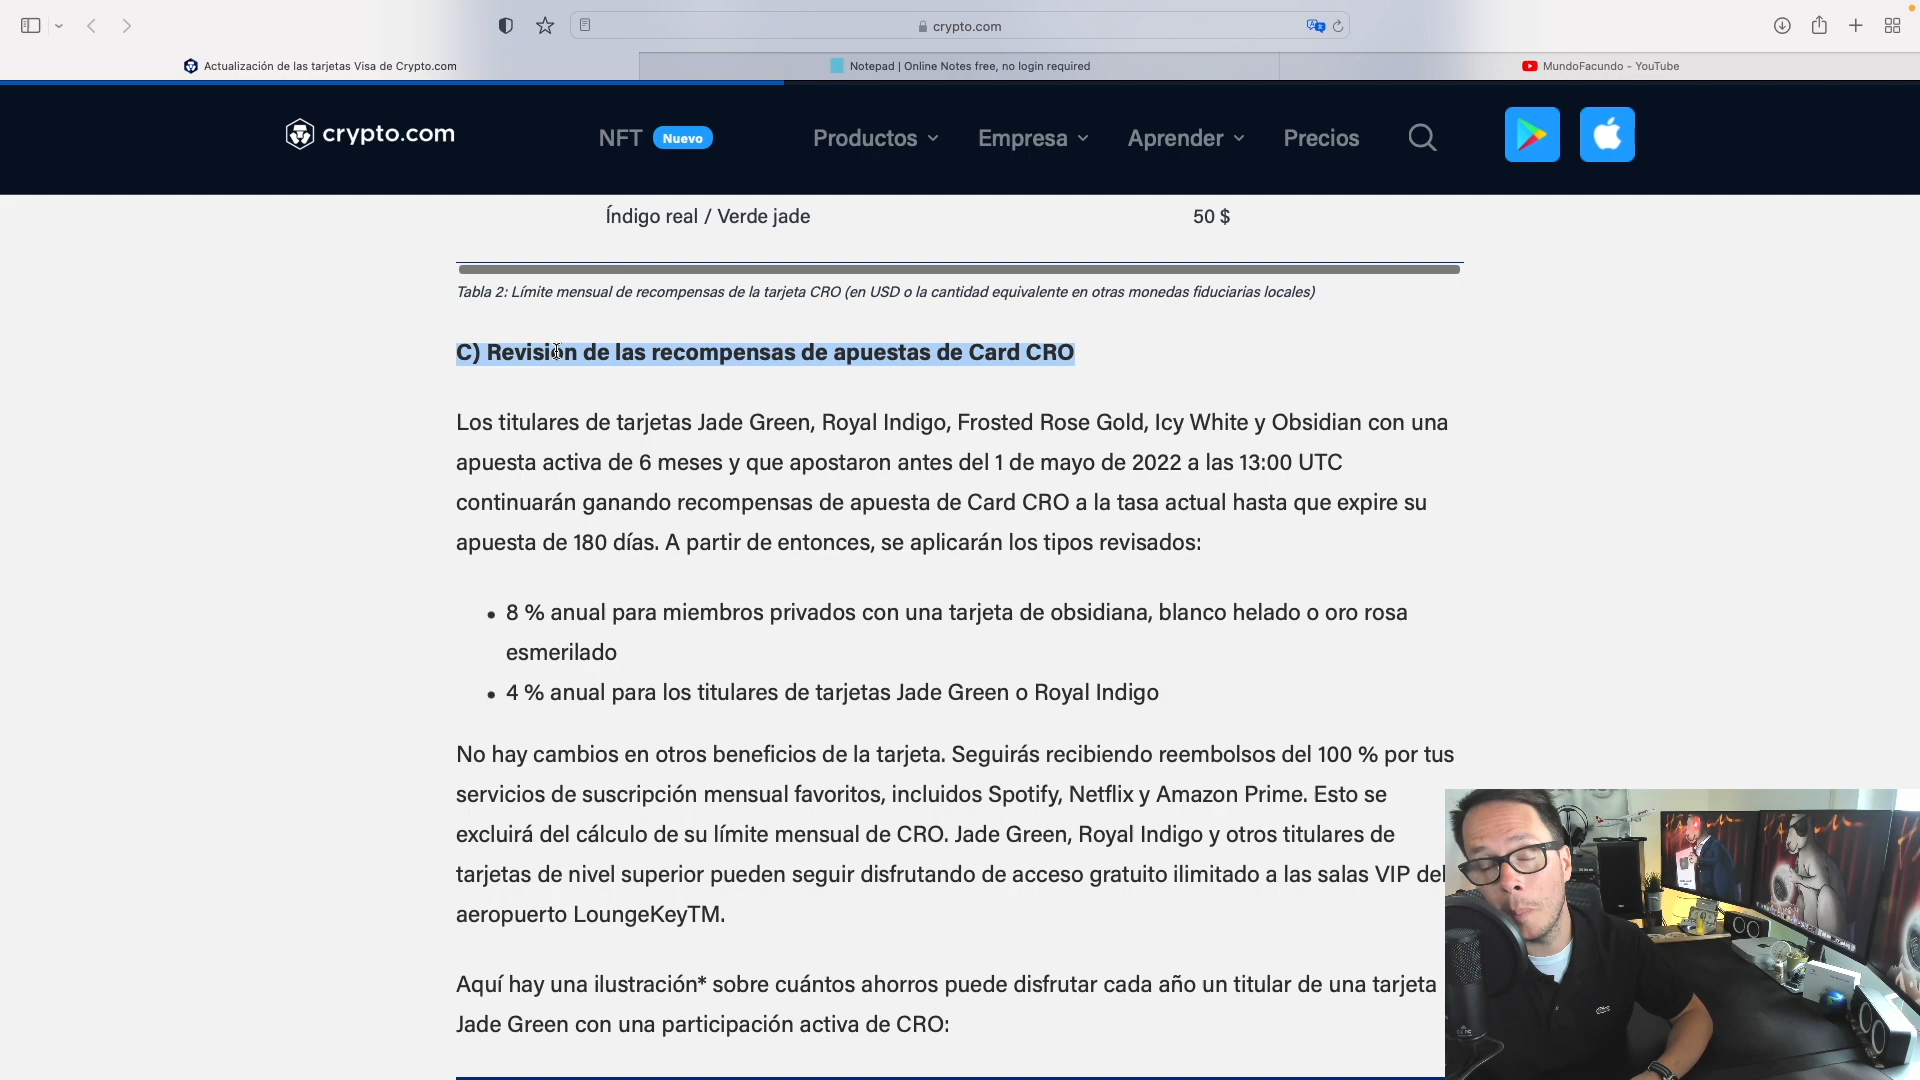 crypto.com
Actualización de las tarjetas Visa de Crypto.com
Notepad | Online Notes free, no login required
MundoFacundo - YouTube
crypto.com
NFT
Nuevo
Productos
Empresa
Aprender
Precios
Índigo real / Verde jade
50 $
Tabla 2: Límite mensual de recompensas de la tarjeta CRO (en USD o la cantidad equivalente en otras monedas fiduciarias locales)
C) Revisión de las recompensas de apuestas de Card CRO
Los titulares de tarjetas Jade Green, Royal Indigo, Frosted Rose Gold, Icy White y Obsidian con una
apuesta activa de 6 meses y que apostaron antes del 1 de mayo de 2022 a las 13:00 UTC
continuarán ganando recompensas de apuesta de Card CRO a la tasa actual hasta que expire su
apuesta de 180 días. A partir de entonces, se aplicarán los tipos revisados:
• 8 % anual para miembros privados con una tarjeta de obsidiana, blanco helado o oro rosa
esmerilado
• 4 % anual para los titulares de tarjetas Jade Green o Royal Indigo
No hay cambios en otros beneficios de la tarjeta. Seguirás recibiendo reembolsos del 100 % por tus
servicios de suscripción mensual favoritos, incluidos Spotify, Netflix y Amazon Prime. Esto se
excluirá del cálculo de su límite mensual de CRO. Jade Green, Royal Indigo y otros titulares de
tarjetas de nivel superior pueden seguir disfrutando de acceso gratuito ilimitado a las salas VIP del
aeropuerto LoungeKeyTM.
Aquí hay una ilustración* sobre cuántos ahorros puede disfrutar cada año un titular de una tarjeta
Jade Green con una participación activa de CRO: